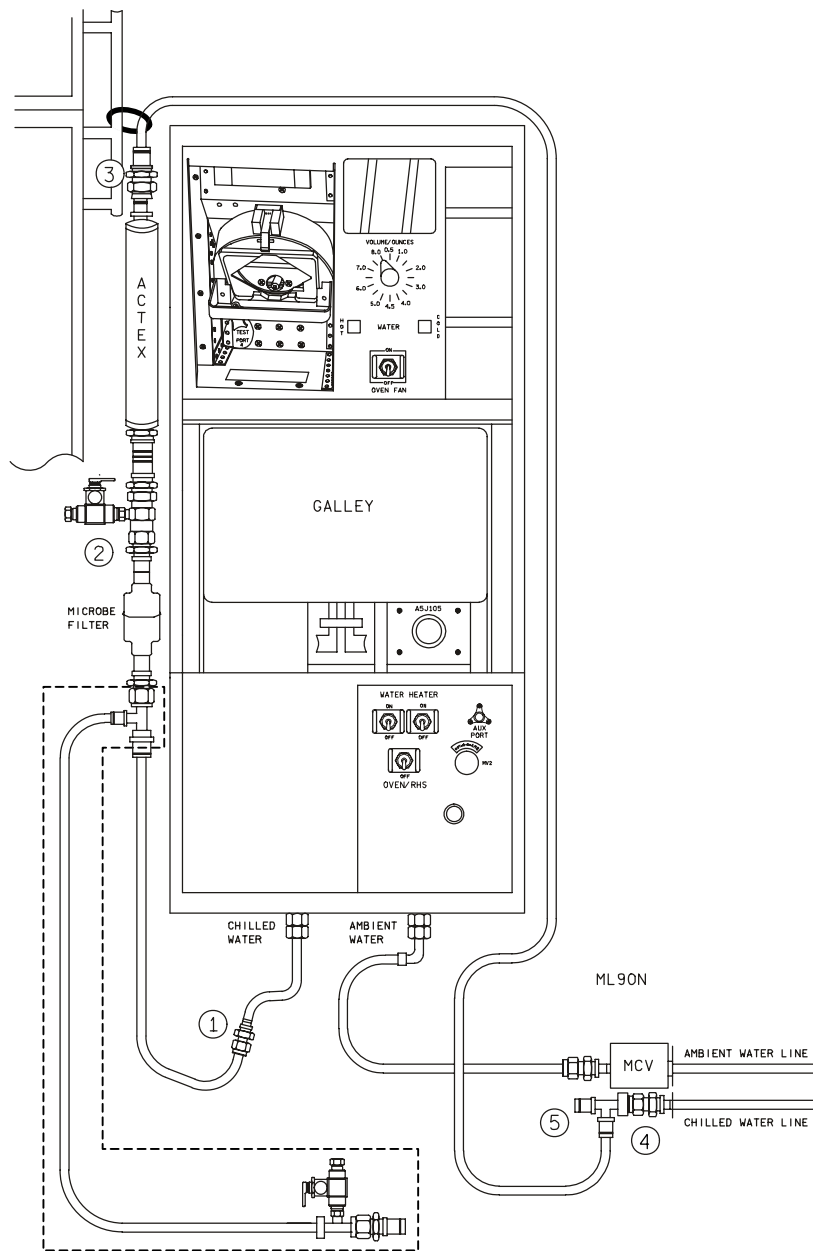 3
ACTEX
VOLUME/OUNCES
8.0 0.5 1.0
7.0 2.0
6.0 3.0
5.0 4.5 4.0
HOT WATER COLD
ON
OFF
OVEN FAN
TEST
PORT
4
2
GALLEY
MICROBE
FILTER
A5J105
WATER HEATER
ON ON
OFF OFF
AUX
PORT
MV2
OFF
OVEN/RHS
CHILLED
WATER
AMBIENT
WATER
1
ML90N
MCV
AMBIENT WATER LINE
5
4
CHILLED WATER LINE